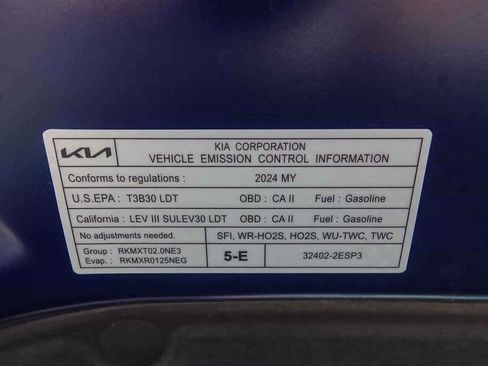 KIA
KIA CORPORATION
VEHICLE EMISSION CONTROL INFORMATION
Conforms to regulations : 2024 MY
U.S.EPA : T3B30 LDT OBD : CA II Fuel : Gasoline
California : LEV III SULEV30 LDT OBD : CA II Fuel : Gasoline
No adjustments needed. SFI, WR-HO2S, HO2S, WU-TWC, TWC
Group : RKMXT02.0NE3
Evap. : RKMXR0125NEG
5-E
32402-2ESP3